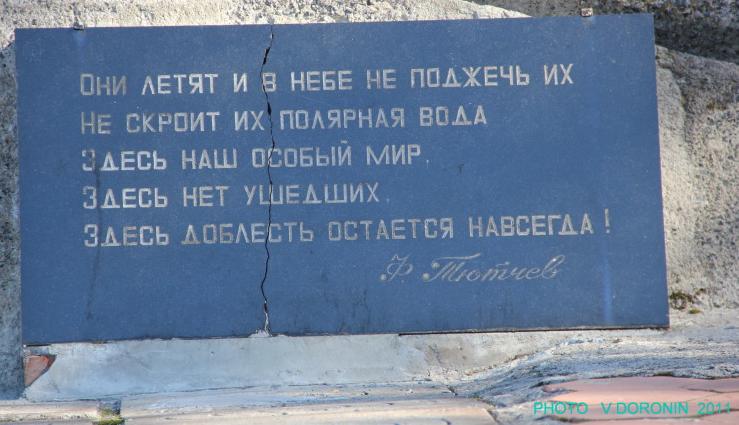 Они летят и в небе не поджечь их
Не скроит их полярная вода
Здесь наш особый мир.
Здесь нет ушедших.
Здесь доблесть остается навсегда!
Ф. Тютчев
PHOTO V DORONIN 2011